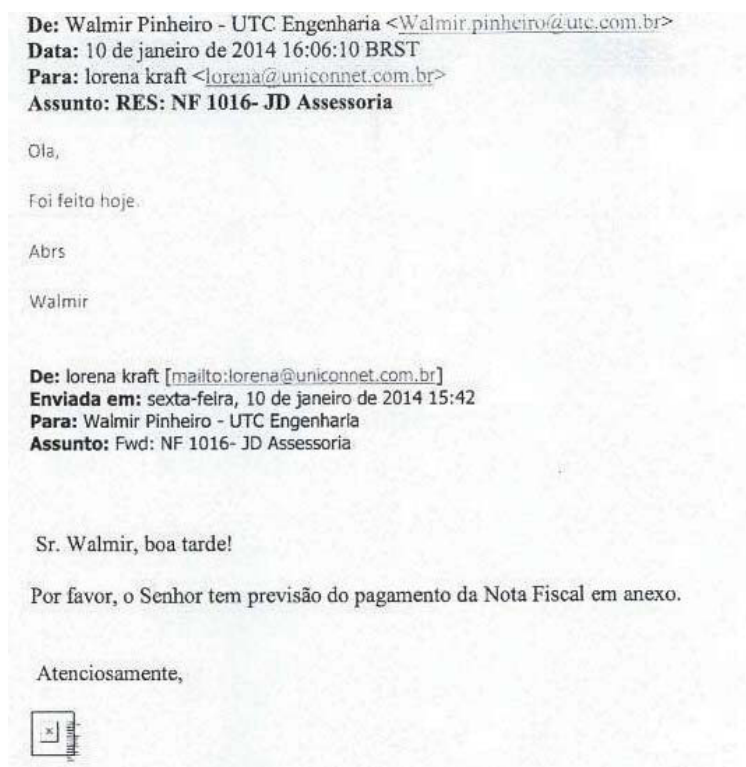 De: Walmir Pinheiro - UTC Engenharia <Walmir.pinheiro@utc.com.br>
Data: 10 de janeiro de 2014 16:06:10 BRST
Para: lorena kraft <lorena@uniconnet.com.br>
Assunto: RES: NF 1016- JD Assessoria
Ola,
Foi feito hoje.
Abrs
Walmir
De: lorena kraft [mailto:lorena@uniconnet.com.br]
Enviada em: sexta-feira, 10 de janeiro de 2014 15:42
Para: Walmir Pinheiro - UTC Engenharia
Assunto: Fwd: NF 1016- JD Assessoria
Sr. Walmir, boa tarde!
Por favor, o Senhor tem previsão do pagamento da Nota Fiscal em anexo.
Atenciosamente,